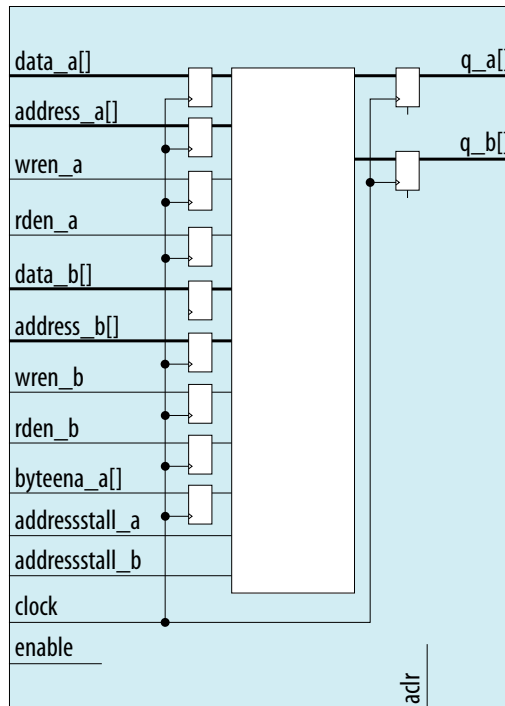 data_a[]
address_a[]
wren_a
rden_a
data_b[]
address_b[]
wren_b
rden_b
byteena_a[]
addressstall_a
addressstall_b
clock
enable
q_a[]
q_b[]
aclr